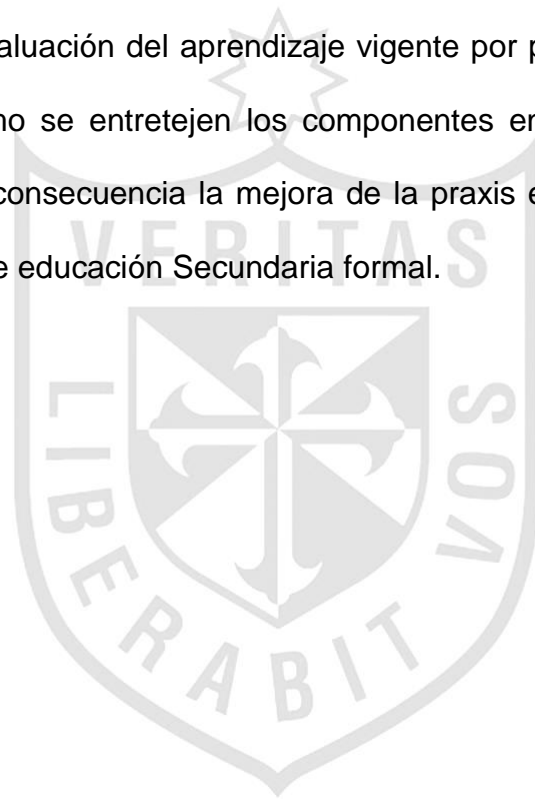 aluación del aprendizaje vigente por p
no se entretejen los componentes en
consecuencia la mejora de la praxis e
e educación Secundaria formal.
VERITAS
LIBERABIT
VOS